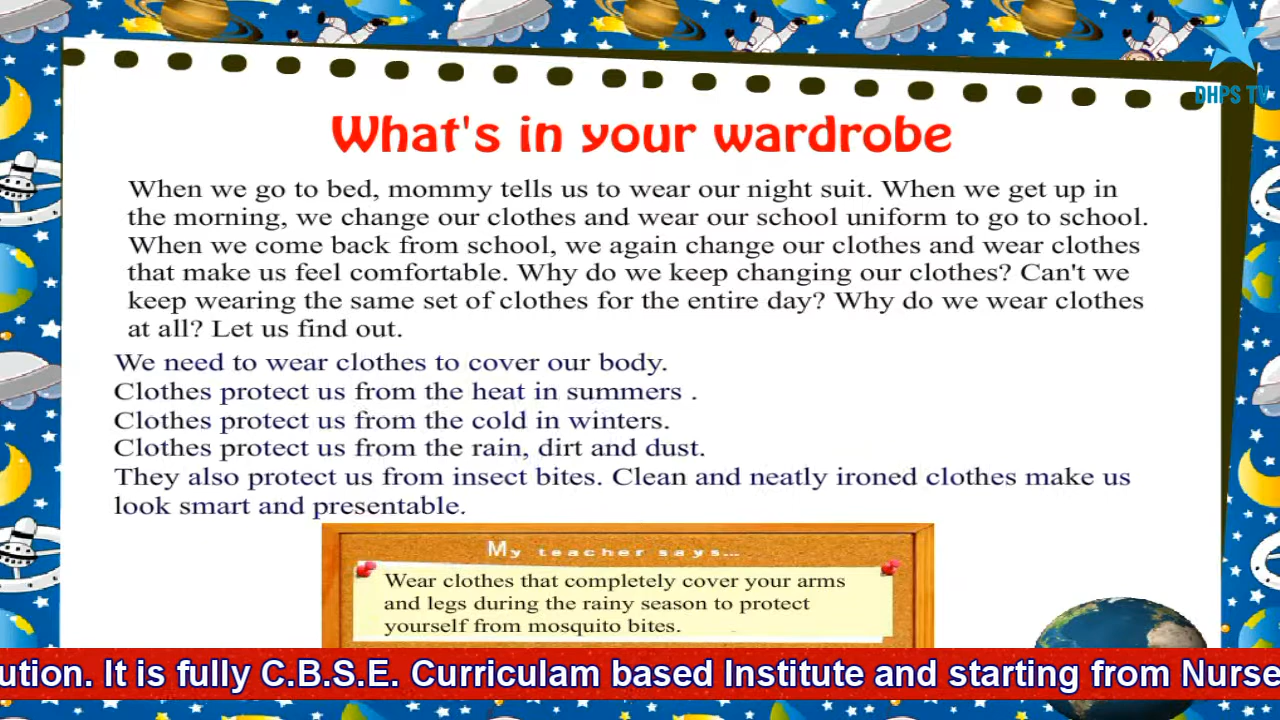 DHPS TV
What's in your wardrobe
When we go to bed, mommy tells us to wear our night suit. When we get up in
the morning, we change our clothes and wear our school uniform to go to school.
When we come back from school, we again change our clothes and wear clothes
that make us feel comfortable. Why do we keep changing our clothes? Can't we
keep wearing the same set of clothes for the entire day? Why do we wear clothes
at all? Let us find out.
We need to wear clothes to cover our body.
Clothes protect us from the heat in summers .
Clothes protect us from the cold in winters.
Clothes protect us from the rain, dirt and dust.
They also protect us from insect bites. Clean and neatly ironed clothes make us
look smart and presentable.
My teacher says...
Wear clothes that completely cover your arms
and legs during the rainy season to protect
yourself from mosquito bites.
ution. It is fully C.B.S.E. Curriculam based Institute and starting from Nurse